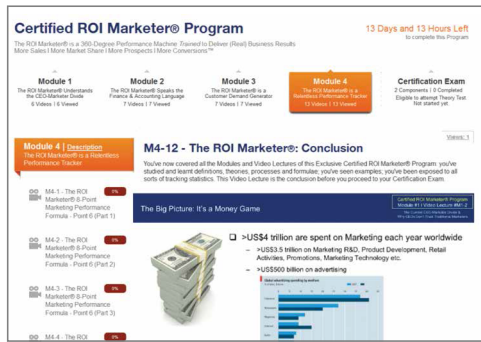 Certified ROI Marketer® Program
The ROI Marketer® is a 360-Degree Performance Machine Trained to Deliver (Real) Business Results
More Sales I More Market Share I More Prospects I More Conversions™
13 Days and 13 Hours Left
to complete this Program
Module 1
The ROI Marketer® Understands
the CEO-Marketer Divide
6 Videos I 6 Viewed
Module 2
The ROI Marketer® Speaks the
Finance & Accounting Language
7 Videos I 7 Viewed
Module 3
The ROI Marketer® is a
Customer Demand Generator
7 Videos I 7 Viewed
Module 4
The ROI Marketer® is a
Relentless Performance Tracker
13 Videos I 13 Viewed
Certification Exam
2 Components I 0 Completed
Eligible to attempt Theory Test
Not started yet
Views: 1
Module 4 | Description
The ROI Marketer® is a Relentless
Performance Tracker
M4-1 - The ROI
Marketer® 8-Point
Marketing Performance
Formula - Point 6 (Part 1)
0%
M4-2 - The ROI
Marketer® 8-Point
Marketing Performance
Formula - Point 6 (Part 2)
0%
M4-3 - The ROI
Marketer® 8-Point
Marketing Performance
Formula - Point 6 (Part 3)
0%
M4-4 - The ROI
0%
M4-12 - The ROI Marketer®: Conclusion
You've now covered all the Modules and Video Lectures of this Exclusive Certified ROI Marketer® Program: you've
studied and learnt definitions, theories, processes and formulae; you've seen examples; you've been exposed to all
sorts of tracking statistics. This Video Lecture is the conclusion before you proceed to your Certification Exam.
The Big Picture: It's a Money Game
Certified ROI Marketer® Program
Module #1 / Video Lecture #M1-2
>US$4 trillion are spent on Marketing each year worldwide
– >US$3.5 trillion on Marketing R&D, Product Development, Retail
Activities, Promotions, Marketing Technology etc.
– >US$500 billion on advertising
Global advertising spending by medium